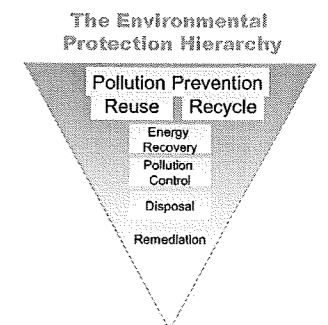 The Environmental
Protection Hierarchy
Pollution Prevention
Reuse Recycle
Energy
Recovery
Pollution
Control
Disposal
Remediation